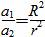 a₁/a₂ = R²/r²